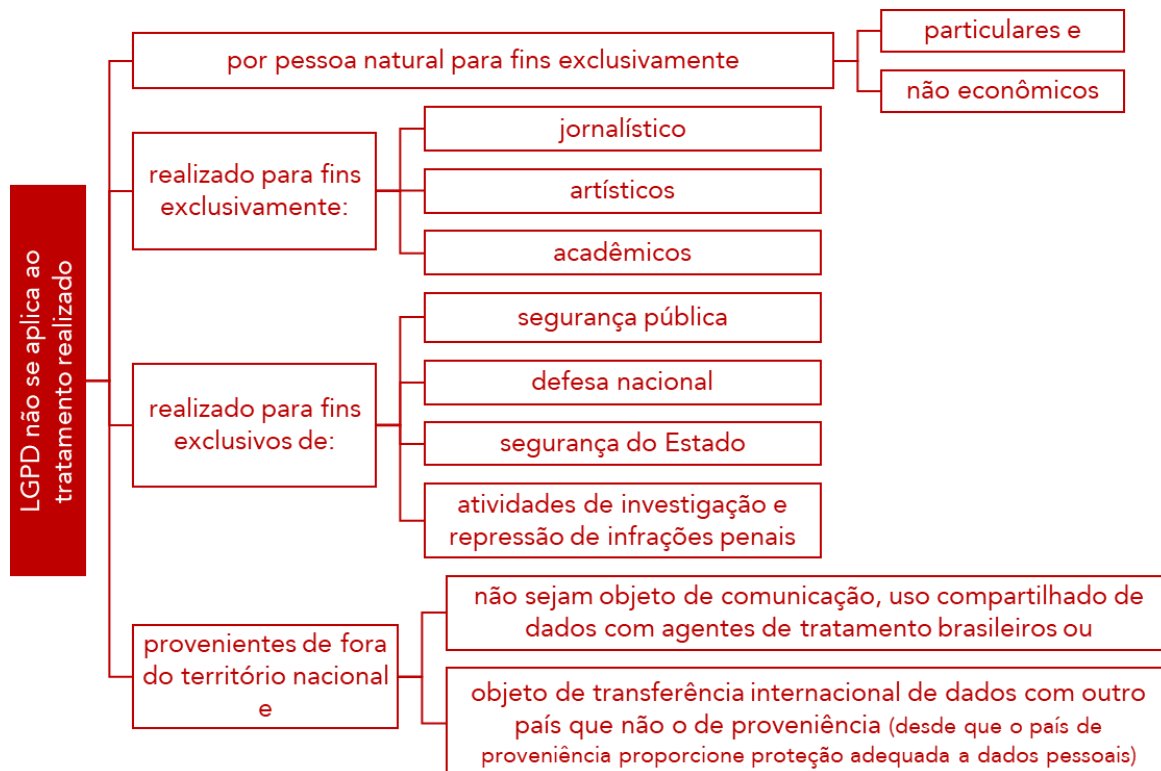 LGPD não se aplica ao
tratamento realizado
por pessoa natural para fins exclusivamente
particulares e
não econômicos
realizado para fins
exclusivamente:
jornalístico
artísticos
acadêmicos
realizado para fins
exclusivos de:
segurança pública
defesa nacional
segurança do Estado
atividades de investigação e
repressão de infrações penais
provenientes de fora
do território nacional
e
não sejam objeto de comunicação, uso compartilhado de
dados com agentes de tratamento brasileiros ou
objeto de transferência internacional de dados com outro
país que não o de proveniência (desde que o país de
proveniência proporcione proteção adequada a dados pessoais)